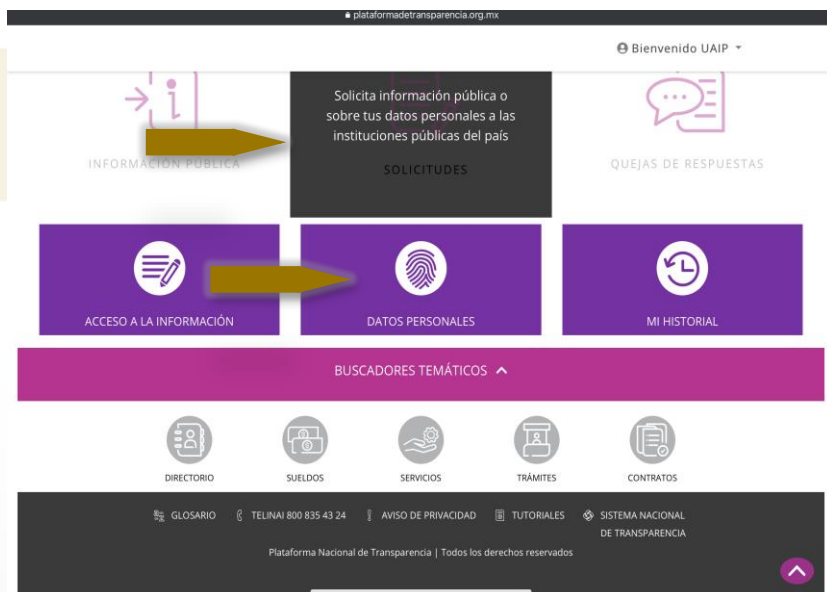 plataformadetransparencia.org.mx
Bienvenido UAIP
Solicita información pública o
sobre tus datos personales a las
instituciones públicas del país
INFORMACIÓN PÚBLICA
SOLICITUDES
QUEJAS DE RESPUESTAS
ACCESO A LA INFORMACIÓN
DATOS PERSONALES
MI HISTORIAL
BUSCADORES TEMÁTICOS
DIRECTORIO
SUELDOS
SERVICIOS
TRÁMITES
CONTRATOS
GLOSARIO
TELINAI 800 835 43 24
AVISO DE PRIVACIDAD
TUTORIALES
SISTEMA NACIONAL
DE TRANSPARENCIA
Plataforma Nacional de Transparencia | Todos los derechos reservados